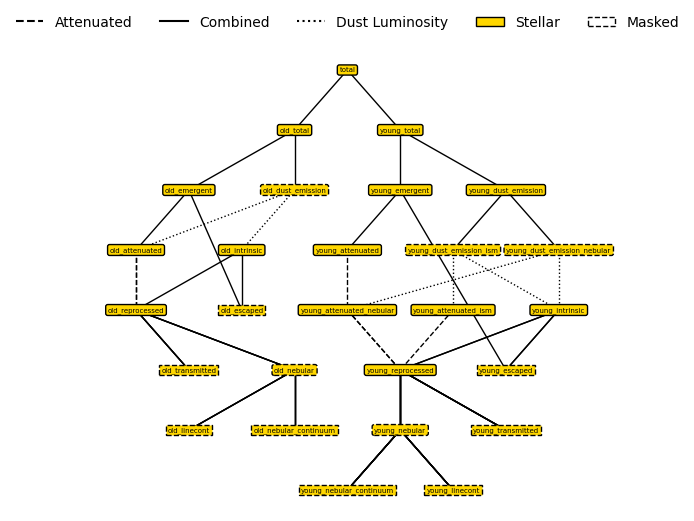 Attenuated Combined Dust Luminosity Stellar Masked
total
old_total young_total
old_emergent old_dust_emission young_emergent young_dust_emission
old_attenuated old_intrinsic young_attenuated young_dust_emission_ism young_dust_emission_nebular
old_reprocessed old_escaped young_attenuated_nebular young_attenuated_ism young_intrinsic
old_transmitted old_nebular young_reprocessed young_escaped
old_linecont old_nebular_continuum young_nebular young_transmitted
young_nebular_continuum young_linecont